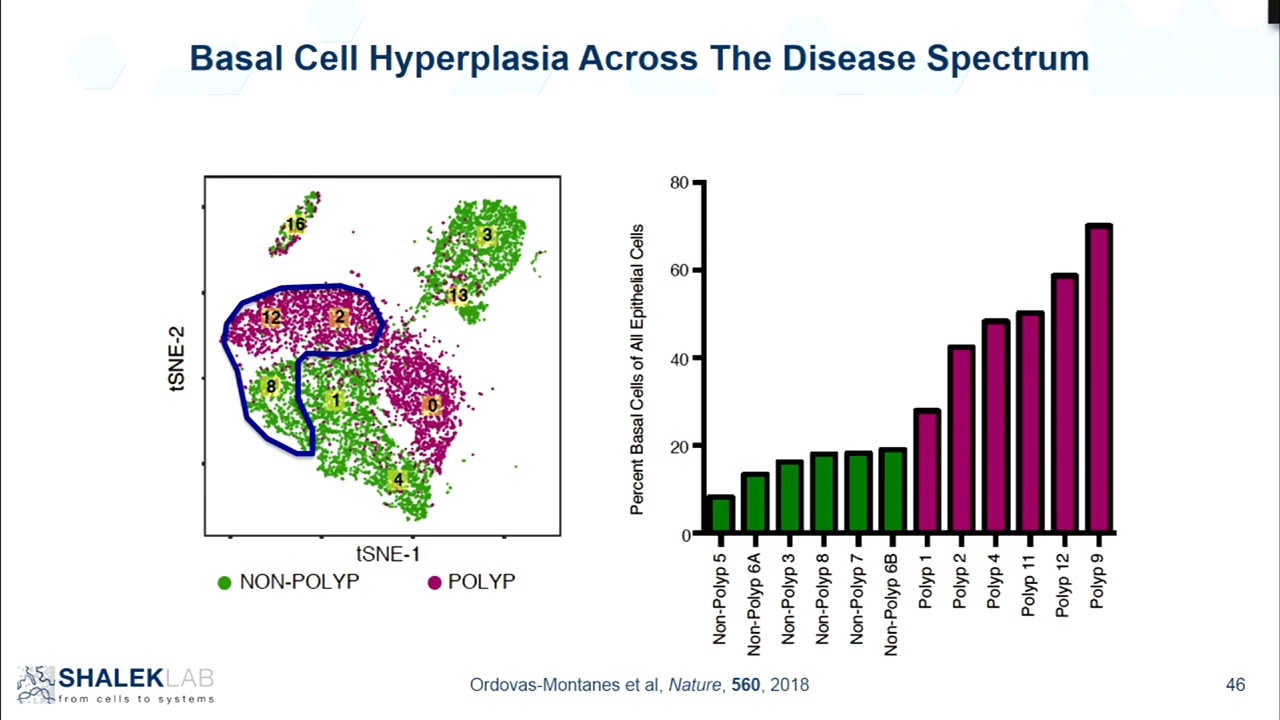 Basal Cell Hyperplasia Across The Disease Spectrum
16
3
13
12
2
8
1
0
4
tSNE-2
tSNE-1
NON-POLYP
POLYP
Percent Basal Cells of All Epithelial Cells
80
60
40
20
0
Non-Polyp 5
Non-Polyp 6A
Non-Polyp 3
Non-Polyp 8
Non-Polyp 7
Non-Polyp 6B
Polyp 1
Polyp 2
Polyp 4
Polyp 11
Polyp 12
Polyp 9
SHALEKLAB
from cells to systems
Ordovas-Montanes et al, Nature, 560, 2018
46